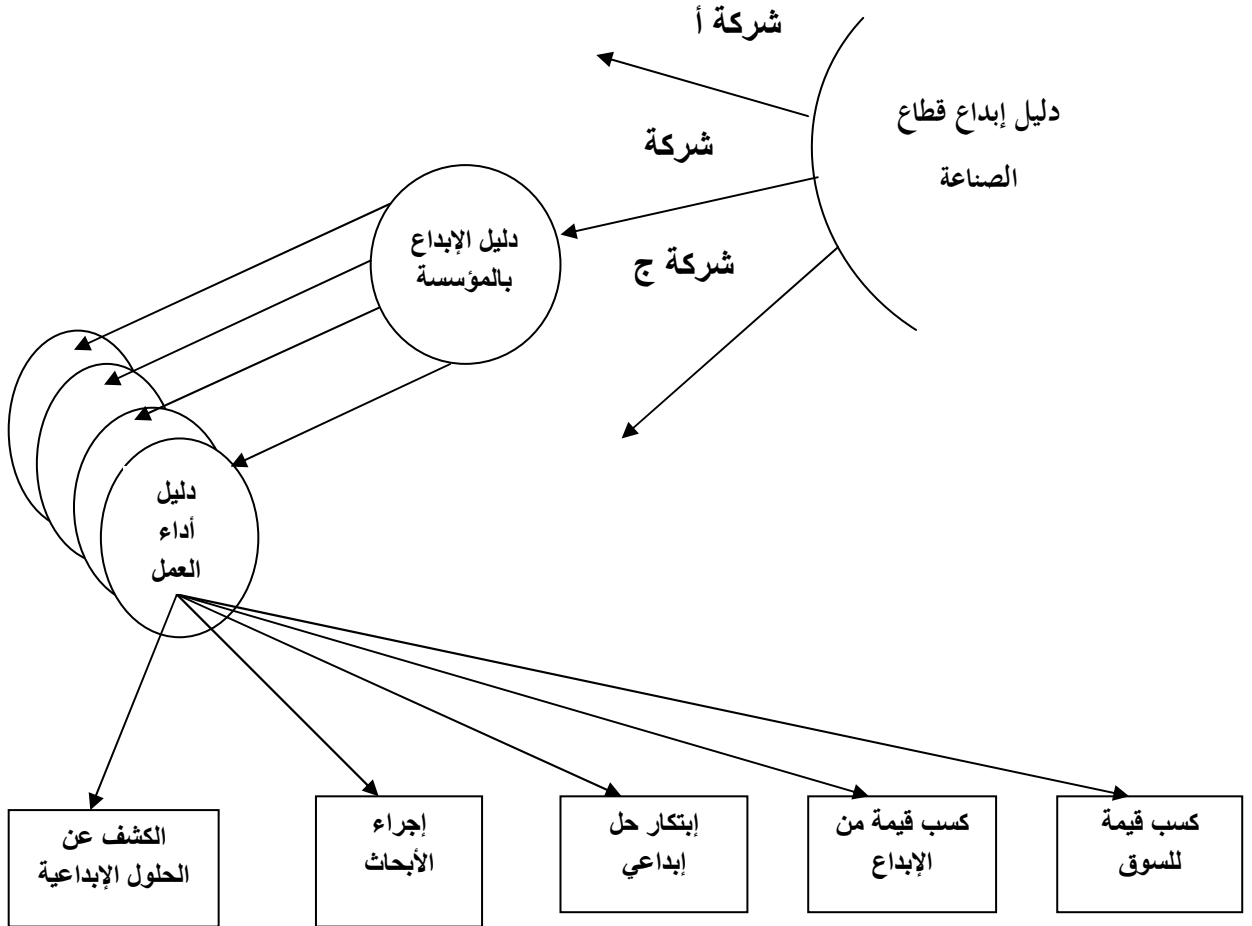 شركة أ
دليل إبداع قطاع
الصناعة
شركة
شركة ج
دليل الإبداع
بالمؤسسة
دليل
أداء
العمل
كسب قيمة
للسوق
كسب قيمة من
الإبداع
إبتكار حل
إبداعي
إجراء
الأبحاث
الكشف عن
الحلول الإبداعية